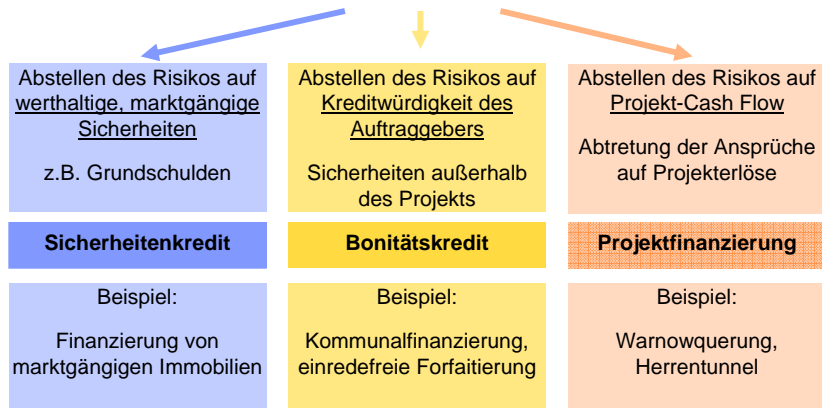 Abstellen des Risikos auf
werthaltige, marktgängige
Sicherheiten
z.B. Grundschulden
Sicherheitenkredit
Beispiel:
Finanzierung von
marktgängigen Immobilien
Abstellen des Risikos auf
Kreditwürdigkeit des
Auftraggebers
Sicherheiten außerhalb
des Projekts
Bonitätskredit
Beispiel:
Kommunalfinanzierung,
einredefreie Forfaitierung
Abstellen des Risikos auf
Projekt-Cash Flow
Abtretung der Ansprüche
auf Projekterlöse
Projektfinanzierung
Beispiel:
Warnowquerung,
Herrentunnel